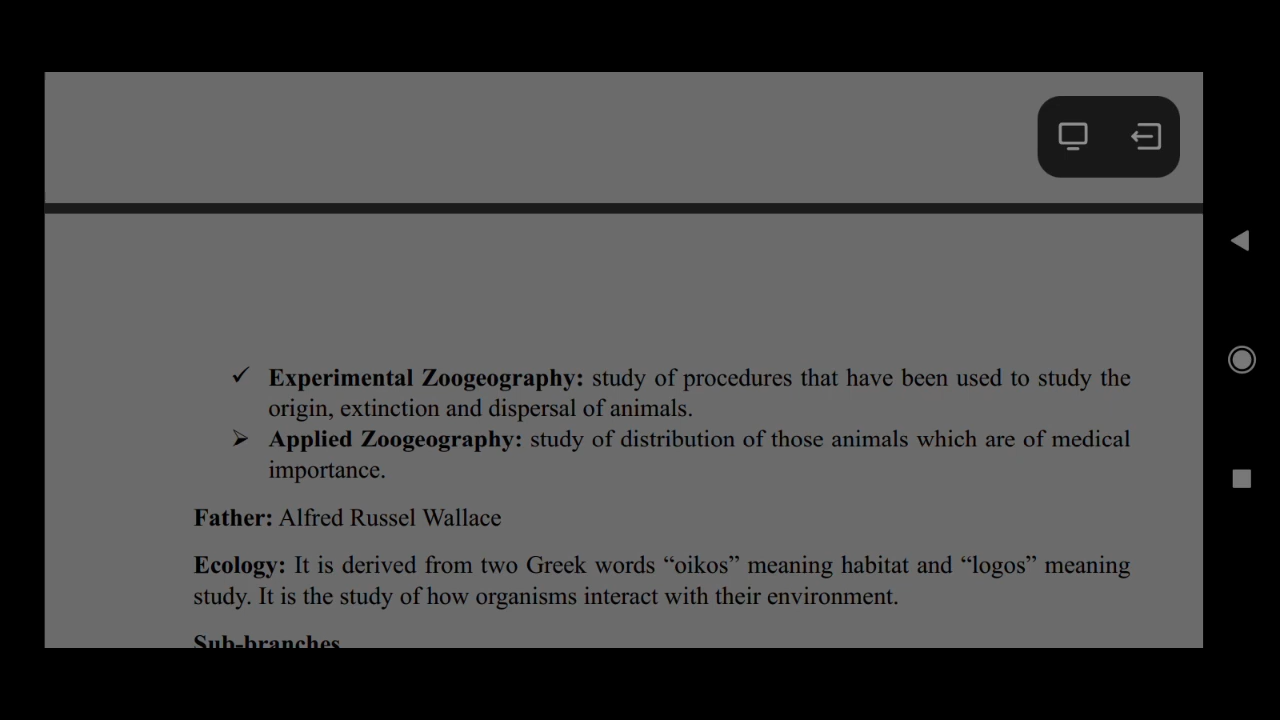 ✓ Experimental Zoogeography: study of procedures that have been used to study the
origin, extinction and dispersal of animals.
➢ Applied Zoogeography: study of distribution of those animals which are of medical
importance.
Father: Alfred Russel Wallace
Ecology: It is derived from two Greek words “oikos” meaning habitat and “logos” meaning
study. It is the study of how organisms interact with their environment.
Sub-branches